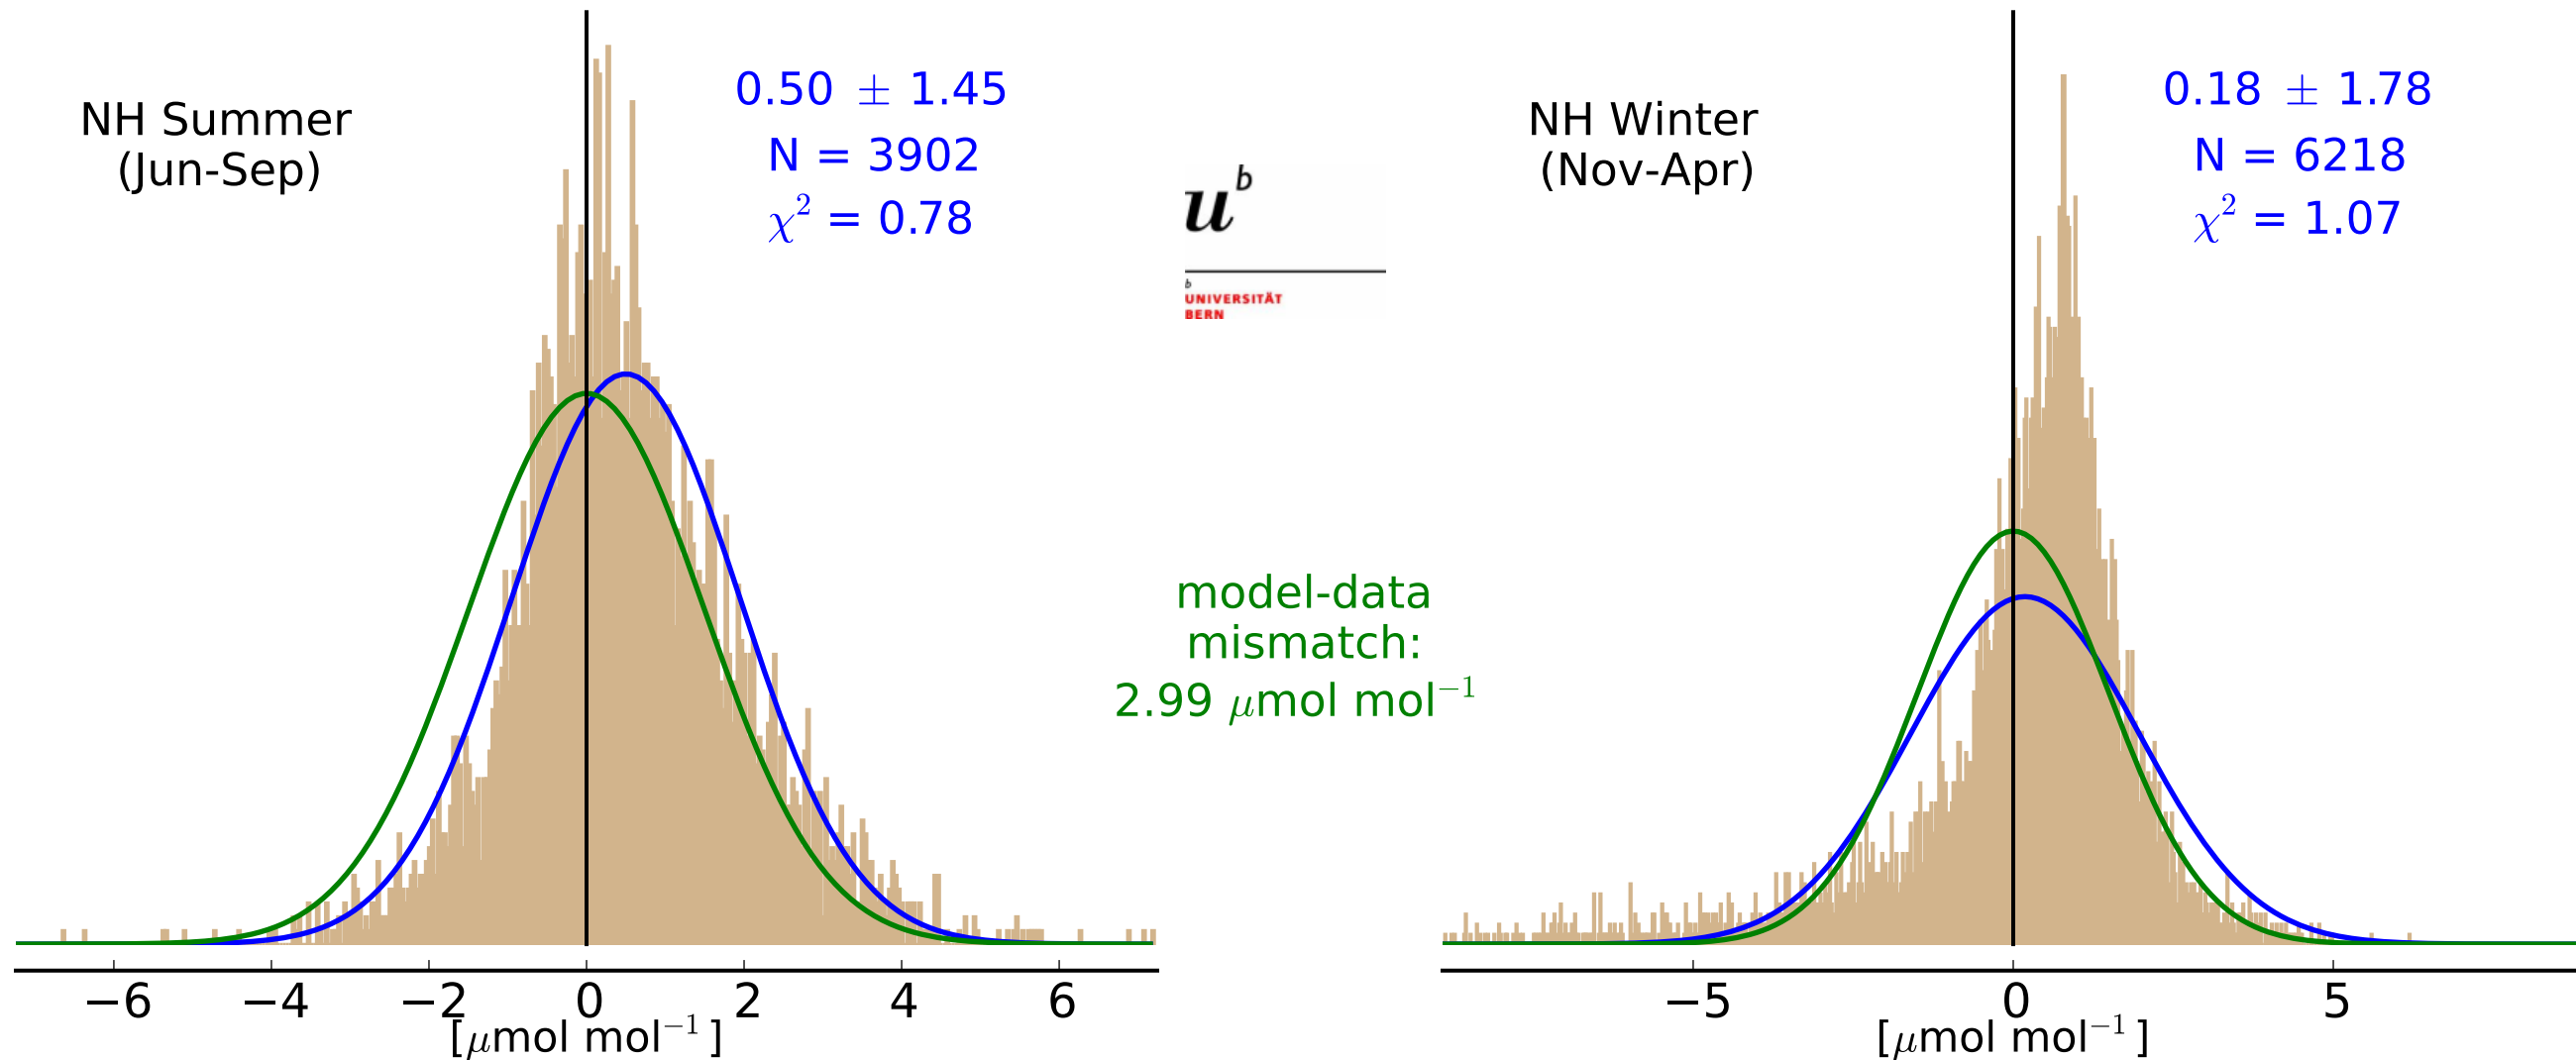 NH Summer
(Jun-Sep)
0.50 ± 1.45
N = 3902
χ² = 0.78
−6 −4 −2 0 2 4 6
[μmol mol⁻¹]
u^b
b
UNIVERSITÄT
BERN
model-data
mismatch:
2.99 μmol mol⁻¹
NH Winter
(Nov-Apr)
0.18 ± 1.78
N = 6218
χ² = 1.07
−5 0 5
[μmol mol⁻¹]